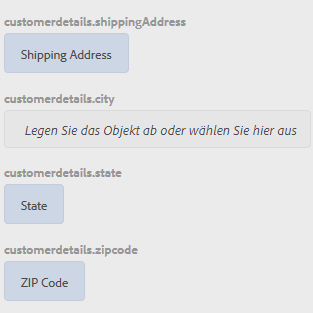 customerdetails.shippingAddress
Shipping Address
customerdetails.city
Legen Sie das Objekt ab oder wählen Sie hier aus
customerdetails.state
State
customerdetails.zipcode
ZIP Code